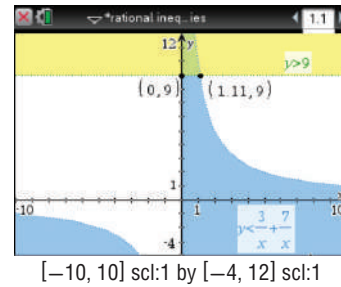 *rational ineq…ies
1.1
12 y
y>9
(0,9) (1.11,9)
1
-10 1 10
y<3/x+7/x
-4
[−10, 10] scl:1 by [−4, 12] scl:1